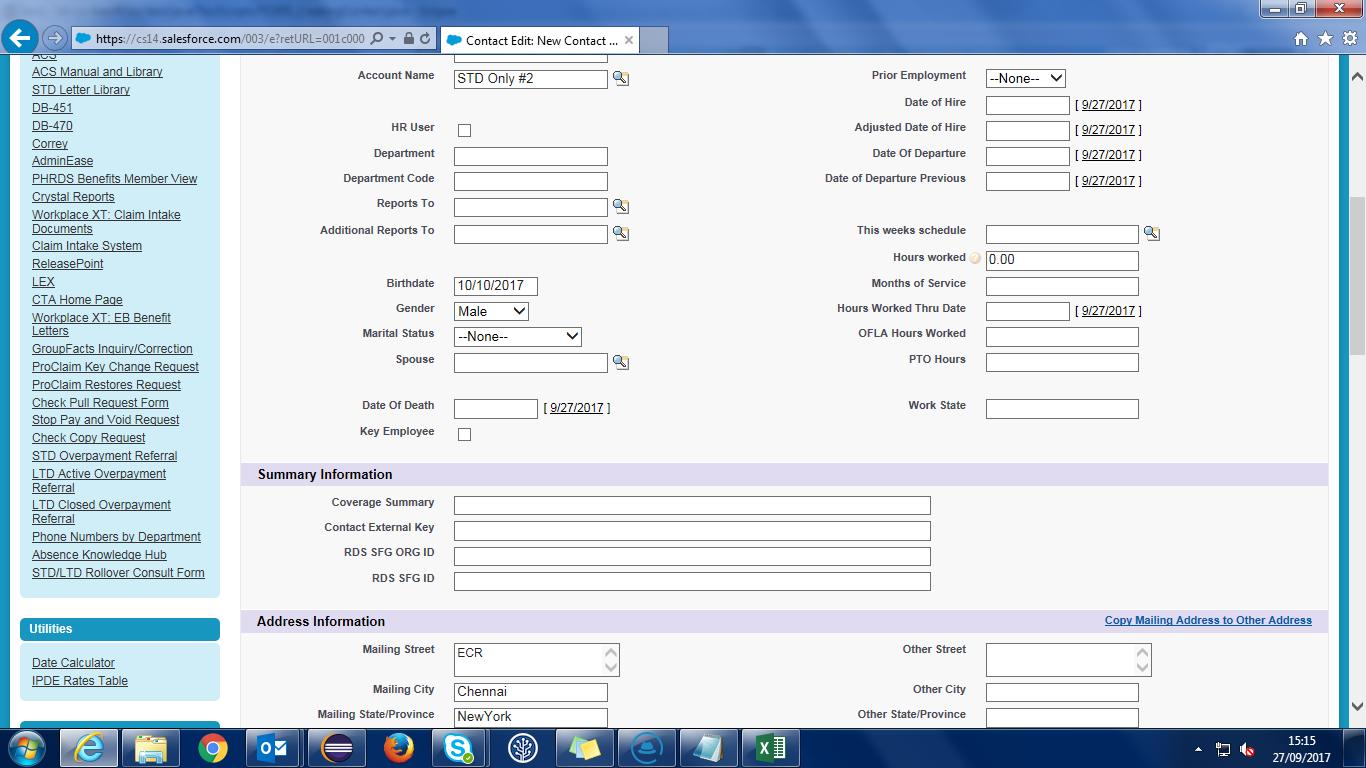 https://cs14.salesforce.com/003/e?retURL=001c000
Contact Edit: New Contact ...
ACS
ACS Manual and Library
STD Letter Library
DB-451
DB-470
Correy
AdminEase
PHRDS Benefits Member View
Crystal Reports
Workplace XT: Claim Intake
Documents
Claim Intake System
ReleasePoint
LEX
CTA Home Page
Workplace XT: EB Benefit
Letters
GroupFacts Inquiry/Correction
ProClaim Key Change Request
ProClaim Restores Request
Check Pull Request Form
Stop Pay and Void Request
Check Copy Request
STD Overpayment Referral
LTD Active Overpayment
Referral
LTD Closed Overpayment
Referral
Phone Numbers by Department
Absence Knowledge Hub
STD/LTD Rollover Consult Form
Utilities
Date Calculator
IPDE Rates Table
Account Name STD Only #2
HR User
Department
Department Code
Reports To
Additional Reports To
Birthdate 10/10/2017
Gender Male
Marital Status --None--
Spouse
Date Of Death [ 9/27/2017 ]
Key Employee
Prior Employment --None--
Date of Hire [ 9/27/2017 ]
Adjusted Date of Hire [ 9/27/2017 ]
Date Of Departure [ 9/27/2017 ]
Date of Departure Previous [ 9/27/2017 ]
This weeks schedule
Hours worked ? 0.00
Months of Service
Hours Worked Thru Date [ 9/27/2017 ]
OFLA Hours Worked
PTO Hours
Work State
Summary Information
Coverage Summary
Contact External Key
RDS SFG ORG ID
RDS SFG ID
Address Information Copy Mailing Address to Other Address
Mailing Street ECR
Mailing City Chennai
Mailing State/Province NewYork
Other Street
Other City
Other State/Province
15:15
27/09/2017